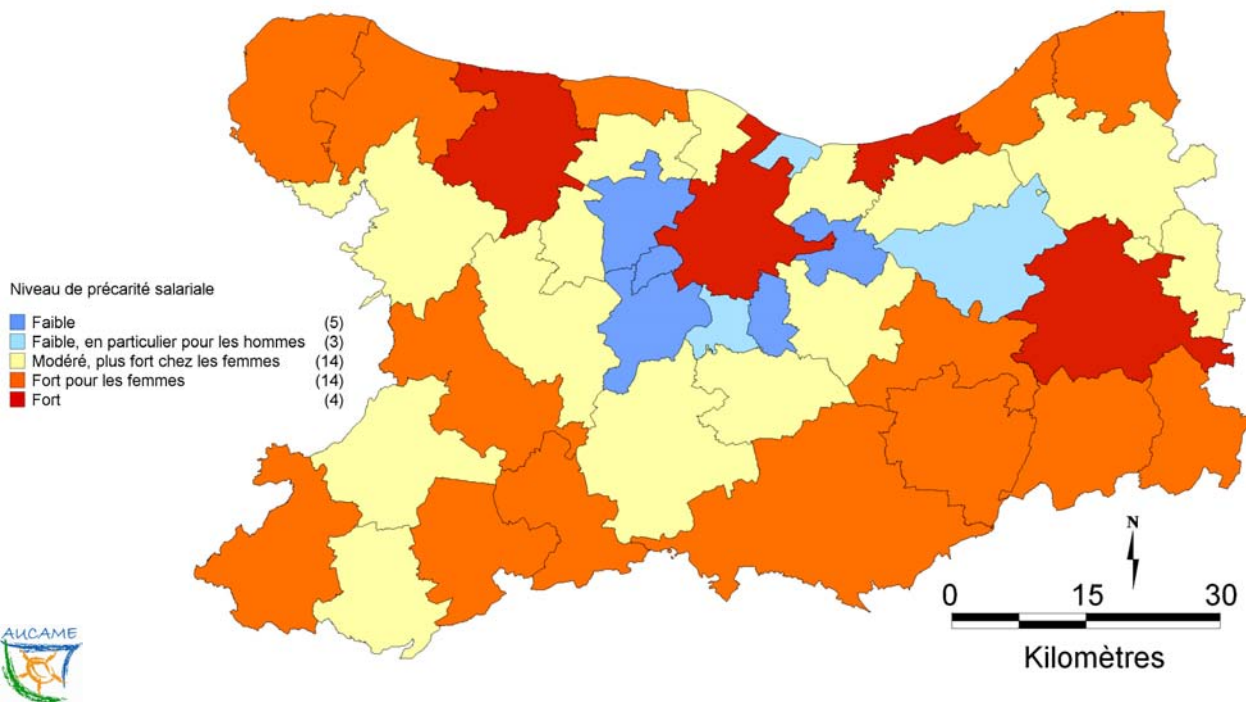 Niveau de précarité salariale
Faible (5)
Faible, en particulier pour les hommes (3)
Modéré, plus fort chez les femmes (14)
Fort pour les femmes (14)
Fort (4)
N
0 15 30
Kilomètres
AUCAME